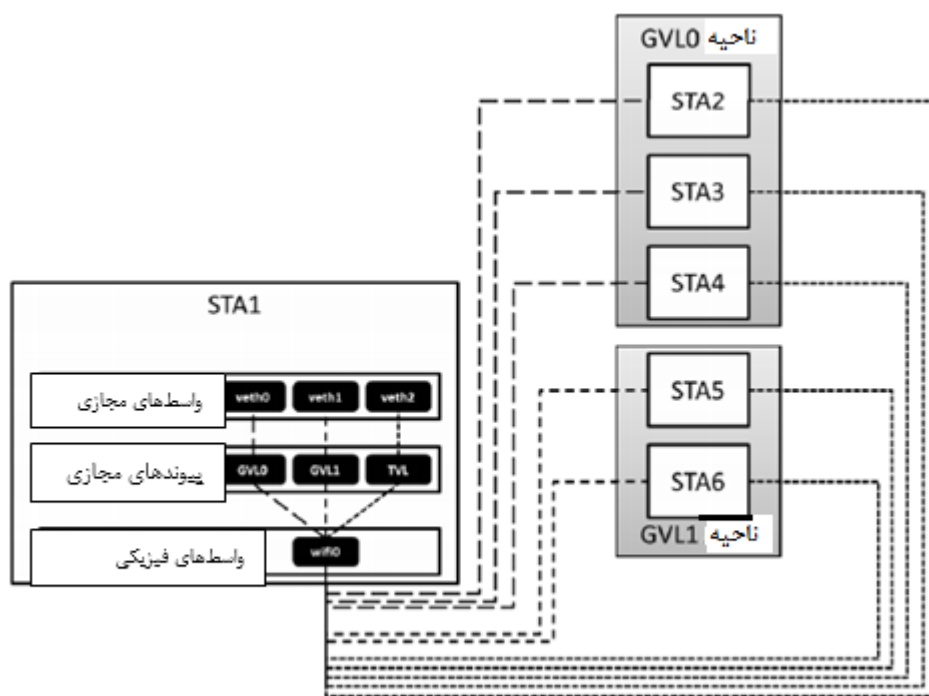 GVL0 ناحیه
STA2
STA3
STA4
STA5
STA6
GVL1 ناحیه
STA1
واسط‌های مجازی
veth0
veth1
veth2
پیوندهای مجازی
GVL0
GVL1
TVL
واسط‌های فیزیکی
wifi0